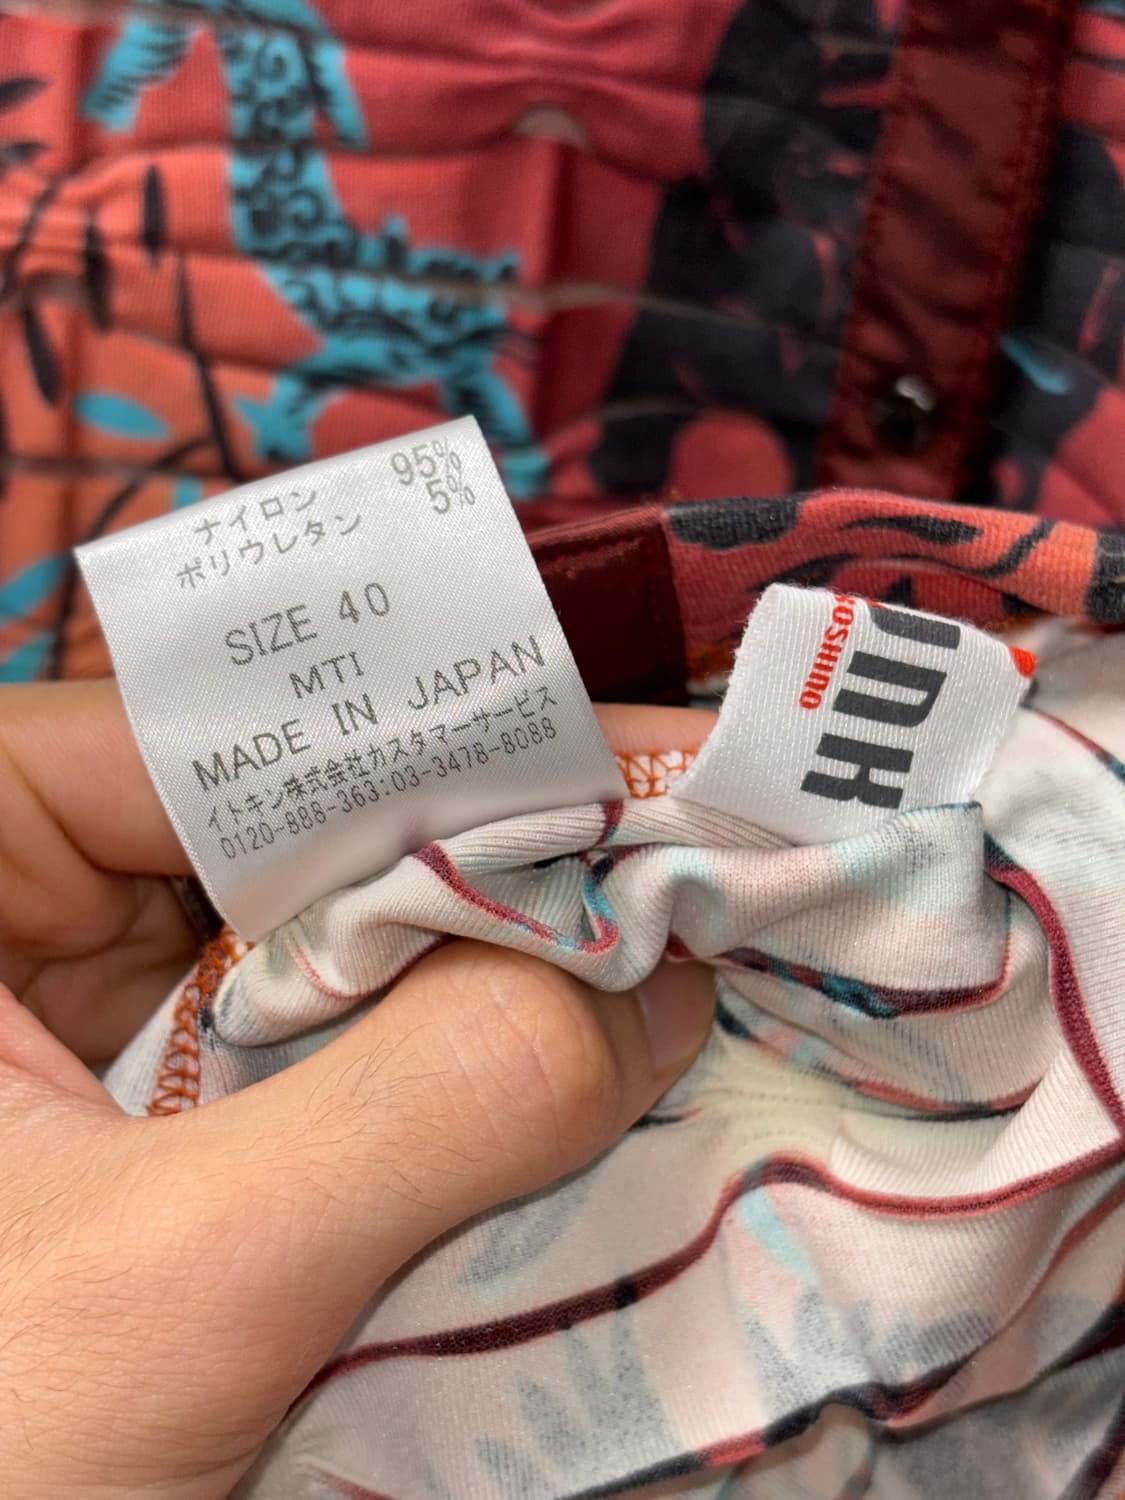 ナイロン 95%
ポリウレタン 5%
SIZE 40
MTI
MADE IN JAPAN
イトキン株式会社カスタマーサービス
0120-888-363:03-3478-8088